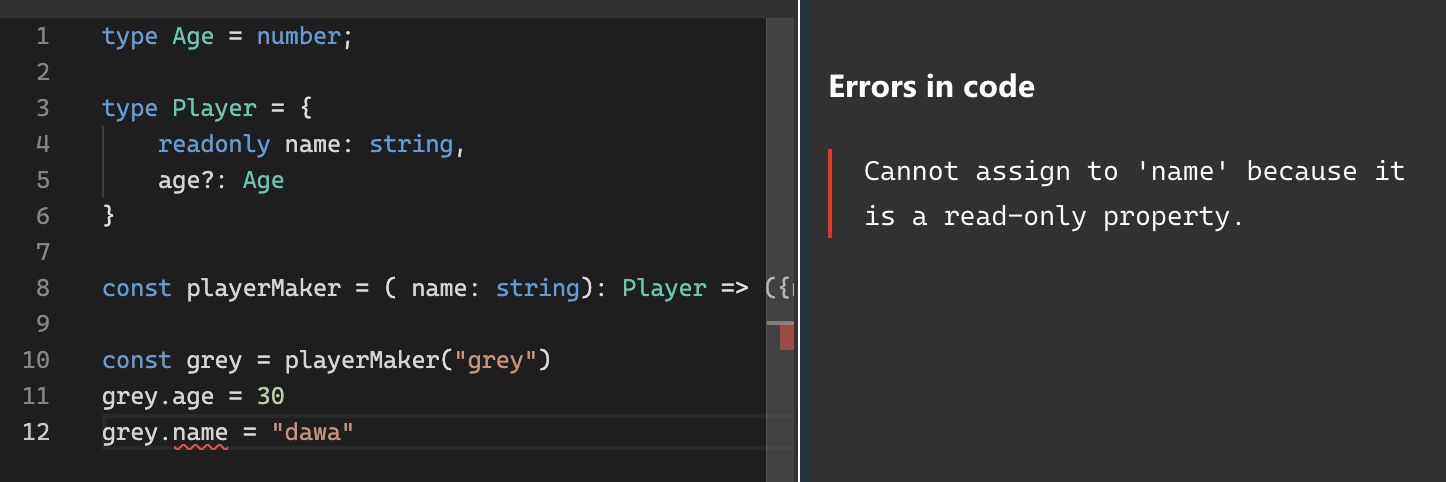 1 type Age = number;
2
3 type Player = {
4 readonly name: string,
5 age?: Age
6 }
7
8 const playerMaker = ( name: string): Player => ({
9
10 const grey = playerMaker("grey")
11 grey.age = 30
12 grey.name = "dawa"
Errors in code
Cannot assign to 'name' because it
is a read-only property.